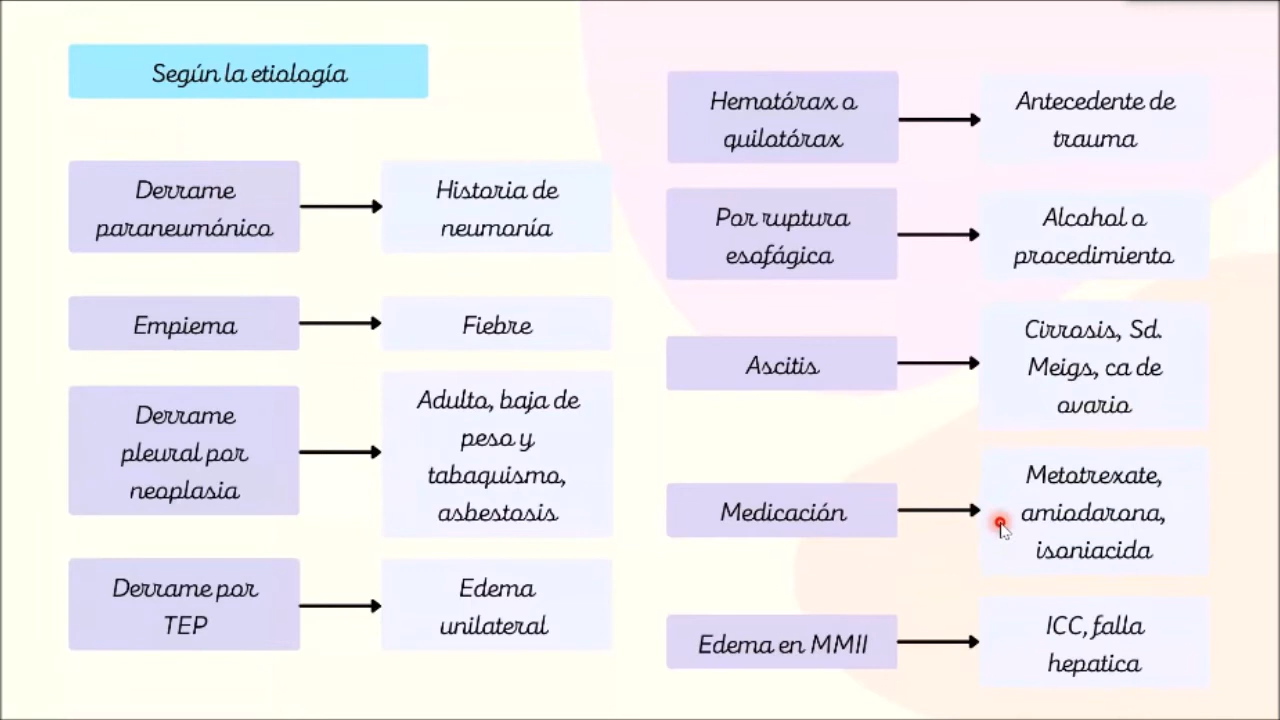 Según la etiología
Derrame
paraneumónico
Historia de
neumonía
Empiema
Fiebre
Derrame
pleural por
neoplasia
Adulto, baja de
peso y
tabaquismo,
asbestosis
Derrame por
TEP
Edema
unilateral
Hemotórax o
quilotórax
Antecedente de
trauma
Por ruptura
esofágica
Alcohol o
procedimiento
Ascitis
Cirrosis, Sd.
Meigs, ca de
ovario
Medicación
Metotrexate,
amiodarona,
isoniacida
Edema en MMII
ICC, falla
hepatica